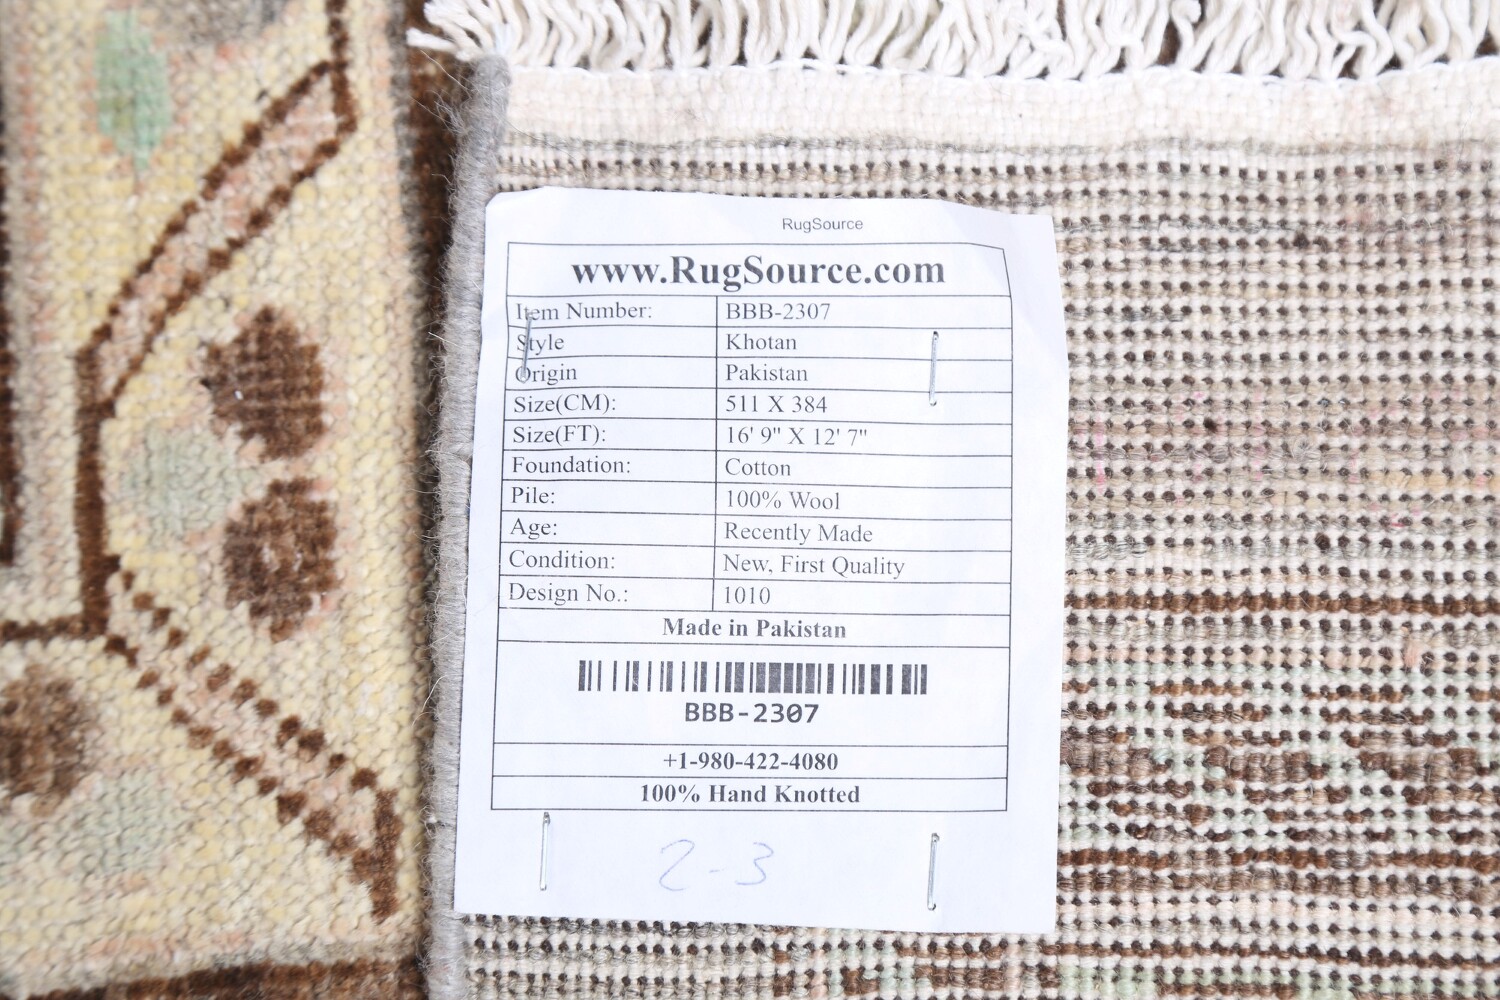 RugSource
www.RugSource.com
Item Number: BBB-2307
Style Khotan
Origin Pakistan
Size(CM): 511 X 384
Size(FT): 16' 9" X 12' 7"
Foundation: Cotton
Pile: 100% Wool
Age: Recently Made
Condition: New, First Quality
Design No.: 1010
Made in Pakistan
BBB-2307
+1-980-422-4080
100% Hand Knotted
2-3